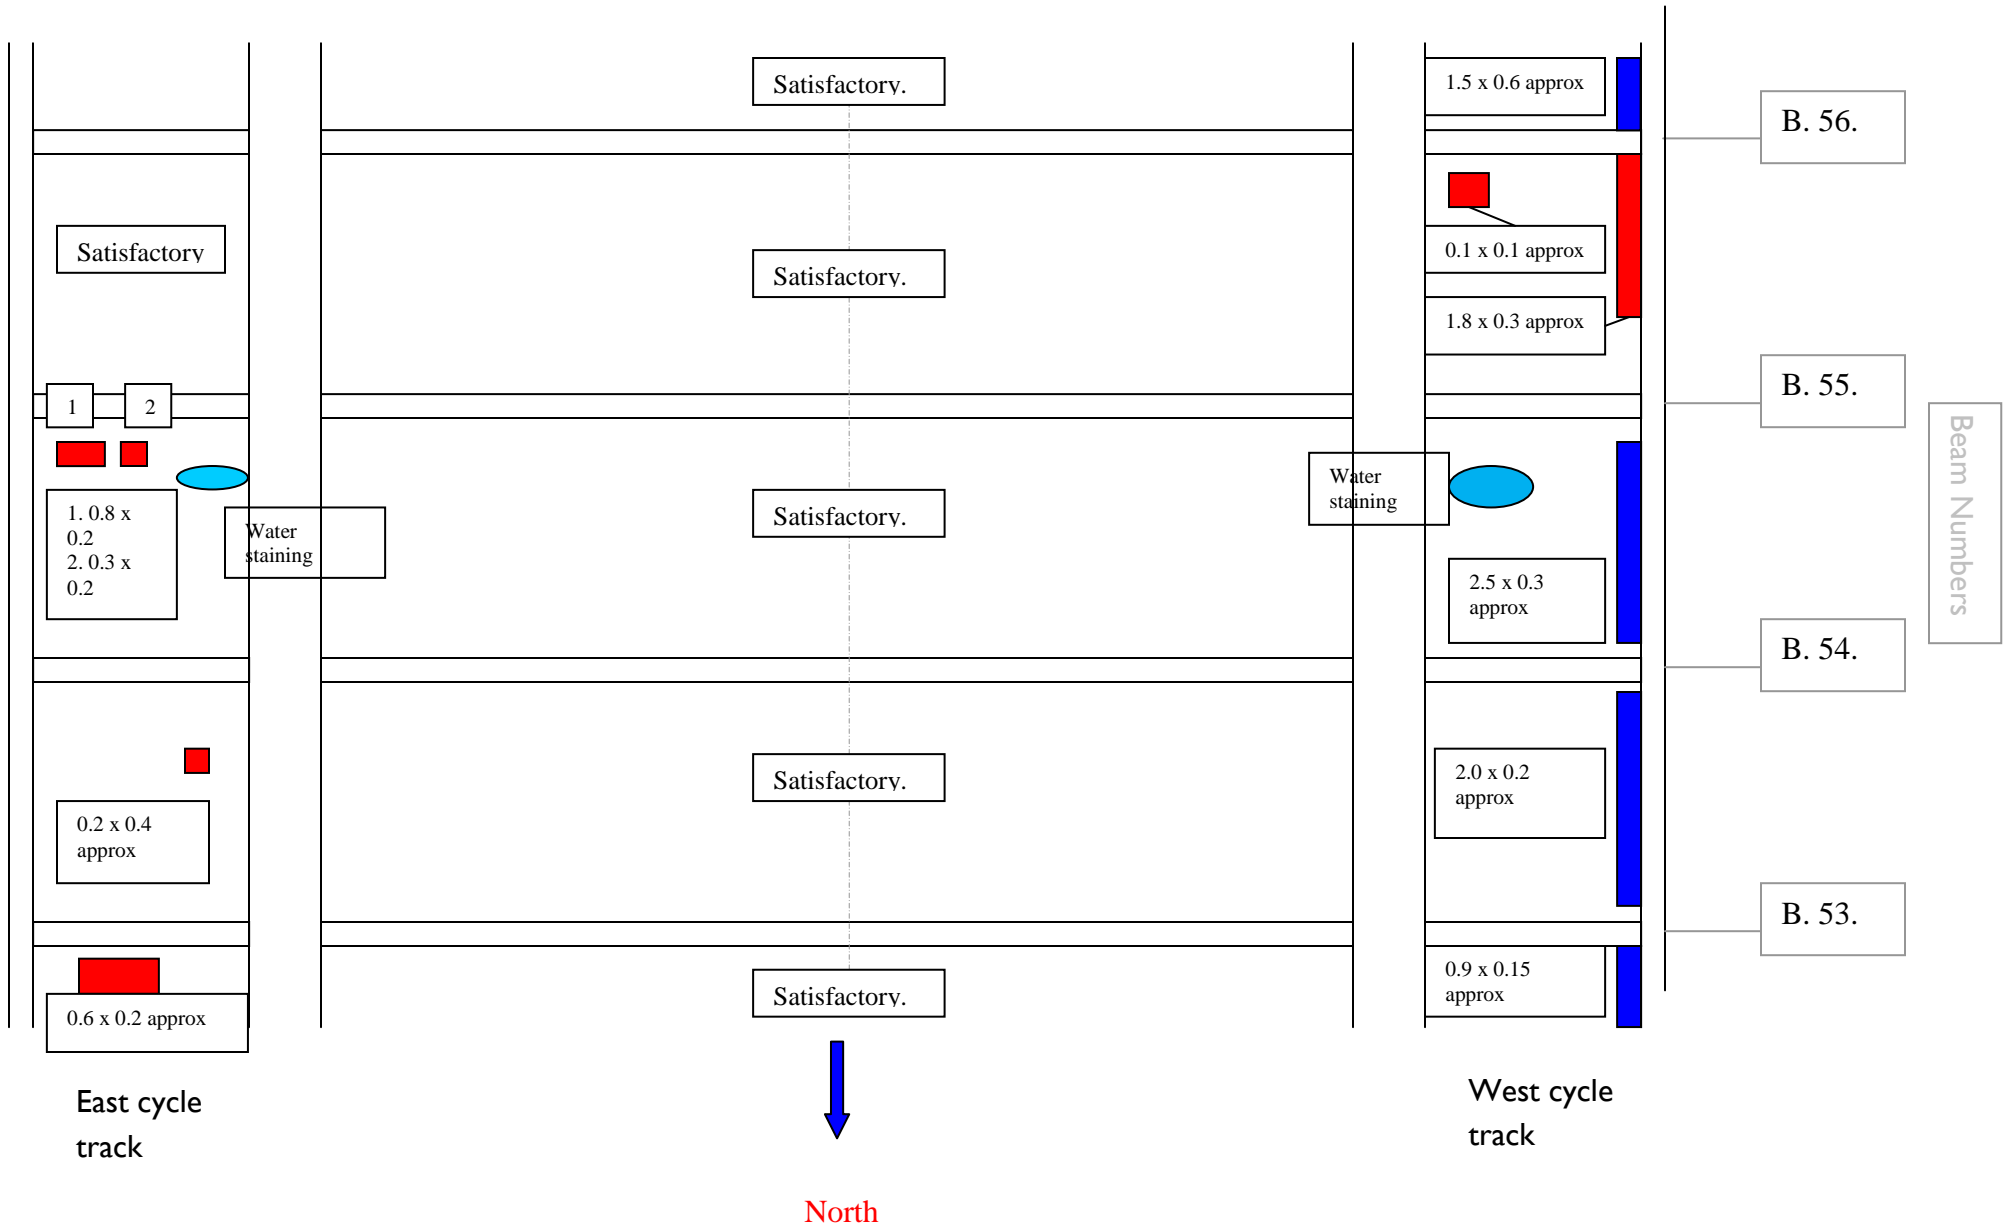 Satisfactory.
1.5 x 0.6 approx
B. 56.
Satisfactory
Satisfactory.
0.1 x 0.1 approx
1.8 x 0.3 approx
B. 55.
1
2
Beam Numbers
1. 0.8 x
0.2
2. 0.3 x
0.2
Water
staining
Satisfactory.
Water
staining
2.5 x 0.3
approx
B. 54.
0.2 x 0.4
approx
Satisfactory.
2.0 x 0.2
approx
B. 53.
0.6 x 0.2 approx
Satisfactory.
0.9 x 0.15
approx
East cycle
track
West cycle
track
North